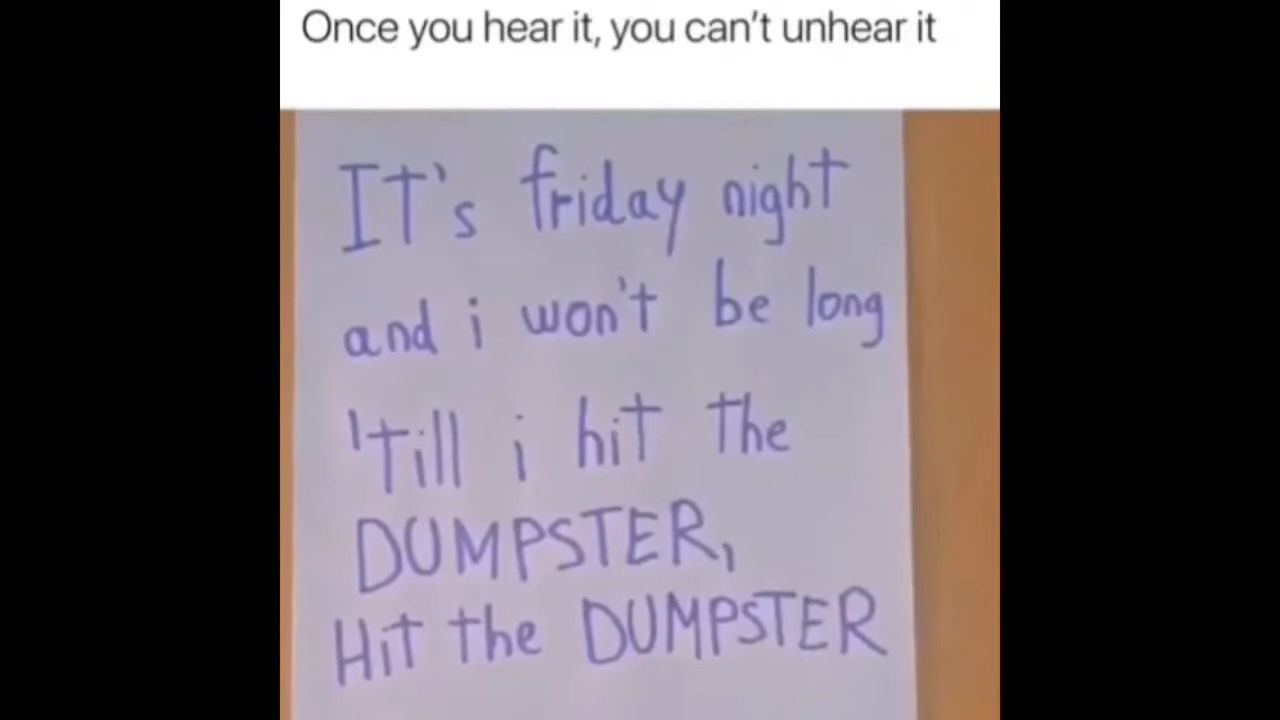 Once you hear it, you can't unhear it
IT's friday night
and i won't be long
'Till i hit the
DUMPSTER,
Hit the DUMPSTER